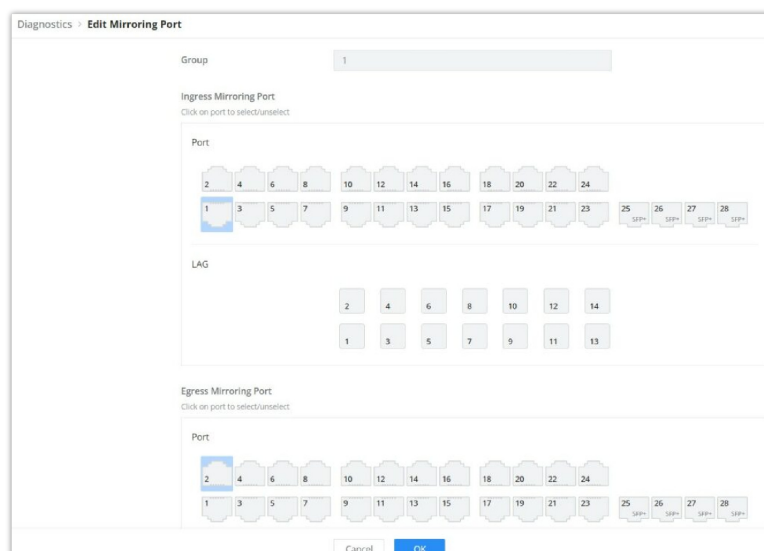 Diagnostics > Edit Mirroring Port
Group 1
Ingress Mirroring Port
Click on port to select/unselect
Port
2 4 6 8 10 12 14 16 18 20 22 24
1 3 5 7 9 11 13 15 17 19 21 23 25 26 27 28
SFP+ SFP+ SFP+ SFP+
LAG
2 4 6 8 10 12 14
1 3 5 7 9 11 13
Egress Mirroring Port
Click on port to select/unselect
Port
2 4 6 8 10 12 14 16 18 20 22 24
1 3 5 7 9 11 13 15 17 19 21 23 25 26 27 28
SFP+ SFP+ SFP+ SFP+
Cancel OK